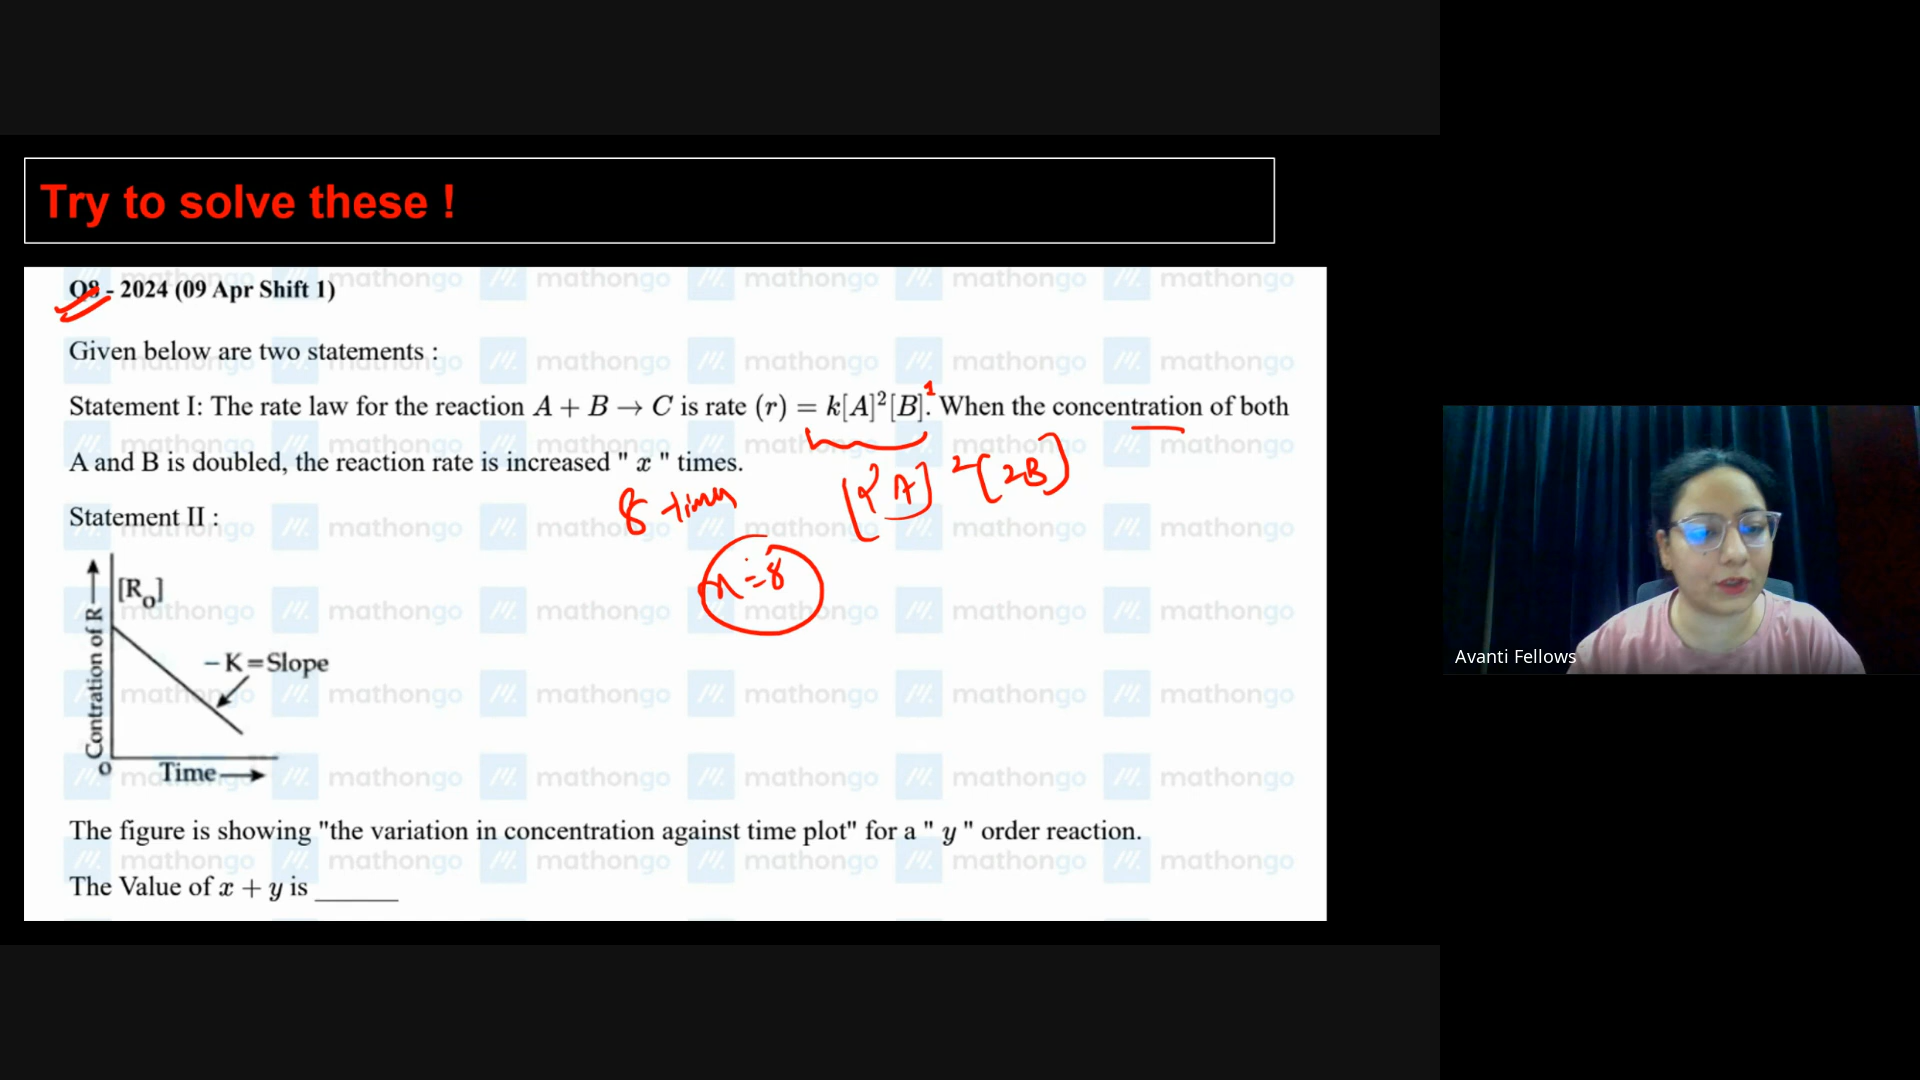 Try to solve these !
Q8 - 2024 (09 Apr Shift 1)
Given below are two statements :
Statement I: The rate law for the reaction A + B → C is rate (r) = k[A]²[B]. When the concentration of both
1
A and B is doubled, the reaction rate is increased " x " times.
[2A]²[2B]
8 times
Statement II :
x = 8
[Ro]
Contration of R
– K = Slope
O
Time
The figure is showing "the variation in concentration against time plot" for a " y " order reaction.
The Value of x + y is ______
Avanti Fellows
mathongo